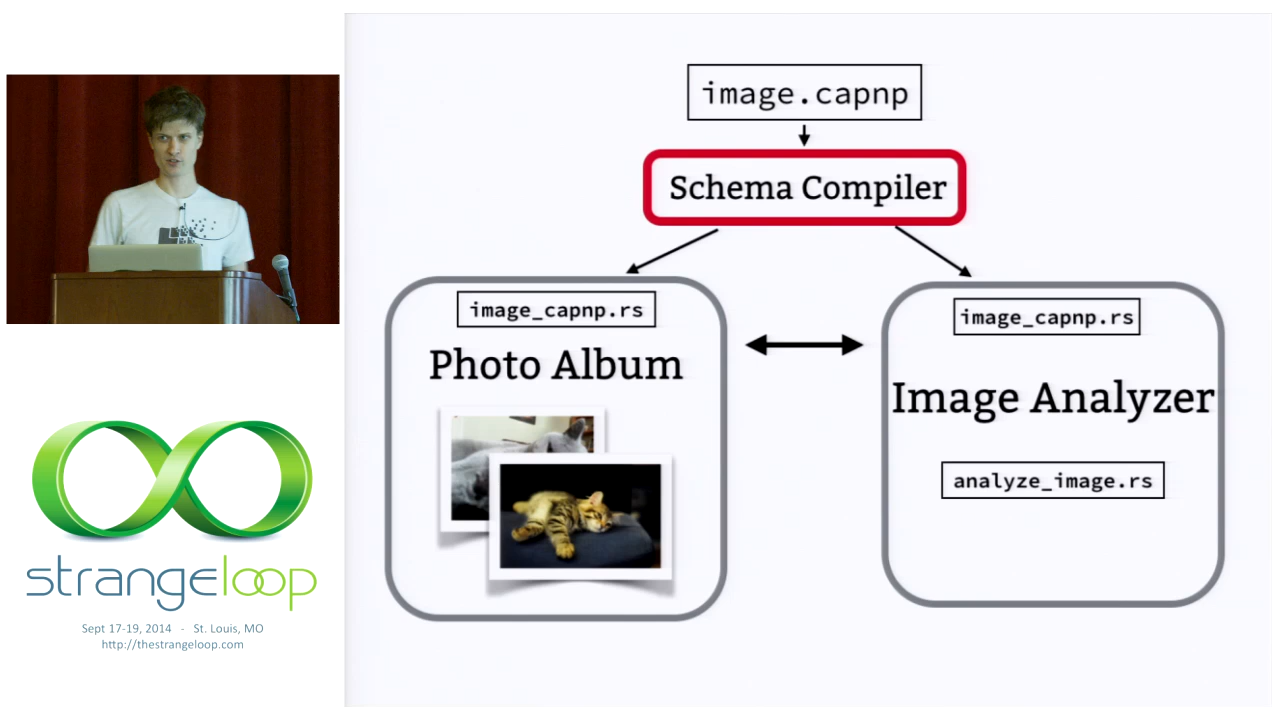 image.capnp
Schema Compiler
image_capnp.rs
Photo Album
image_capnp.rs
Image Analyzer
analyze_image.rs
strangeloop
Sept 17-19, 2014 - St. Louis, MO
http://thestrangeloop.com